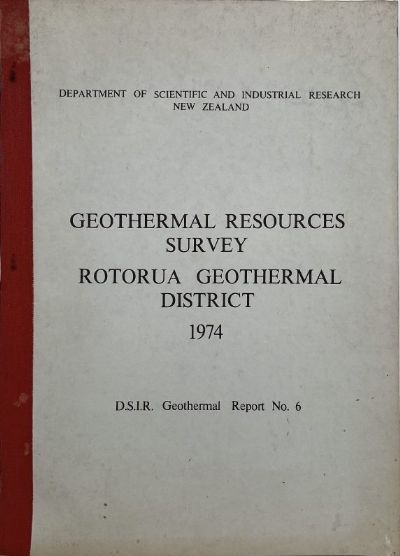 DEPARTMENT OF SCIENTIFIC AND INDUSTRIAL RESEARCH
NEW ZEALAND
GEOTHERMAL RESOURCES
SURVEY
ROTORUA GEOTHERMAL
DISTRICT
1974
D.S.I.R. Geothermal Report No. 6